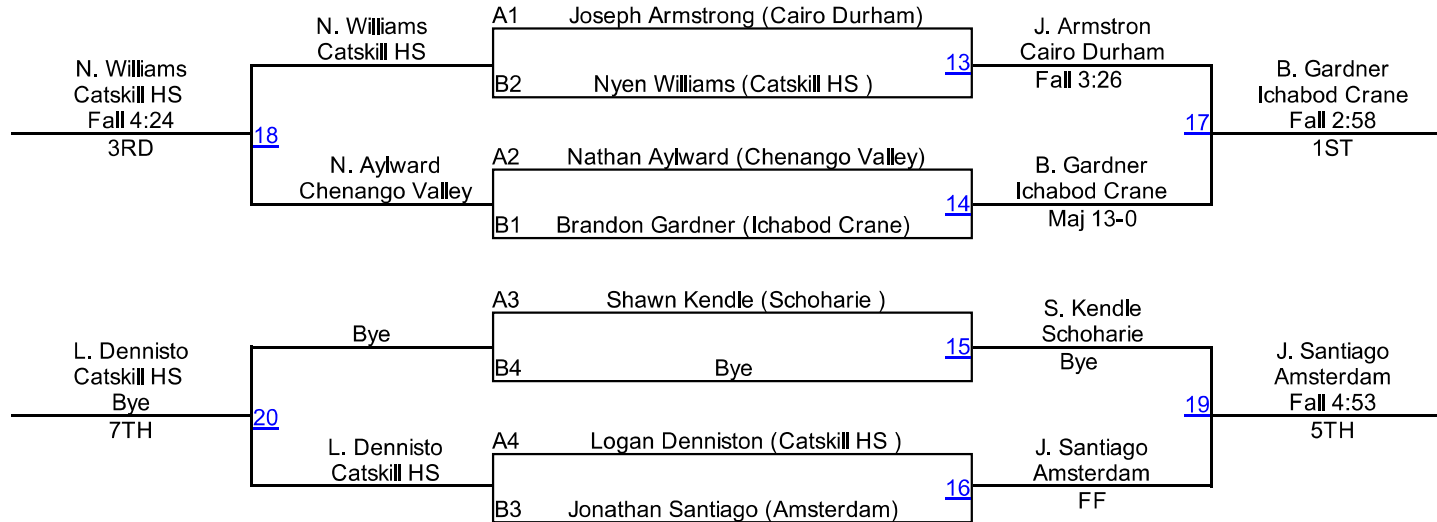 A1 Joseph Armstrong (Cairo Durham)
N. Williams
Catskill HS
J. Armstron
Cairo Durham
13
Fall 3:26
N. Williams
Catskill HS
Fall 4:24
3RD
B2 Nyen Williams (Catskill HS )
B. Gardner
Ichabod Crane
Fall 2:58
1ST
18
17
A2 Nathan Aylward (Chenango Valley)
N. Aylward
Chenango Valley
B. Gardner
Ichabod Crane
14
Maj 13-0
B1 Brandon Gardner (Ichabod Crane)
A3 Shawn Kendle (Schoharie )
Bye
S. Kendle
Schoharie
15
Bye
L. Dennisto
Catskill HS
Bye
7TH
B4 Bye
J. Santiago
Amsterdam
Fall 4:53
5TH
20
19
A4 Logan Denniston (Catskill HS )
L. Dennisto
Catskill HS
J. Santiago
Amsterdam
16
FF
B3 Jonathan Santiago (Amsterdam)